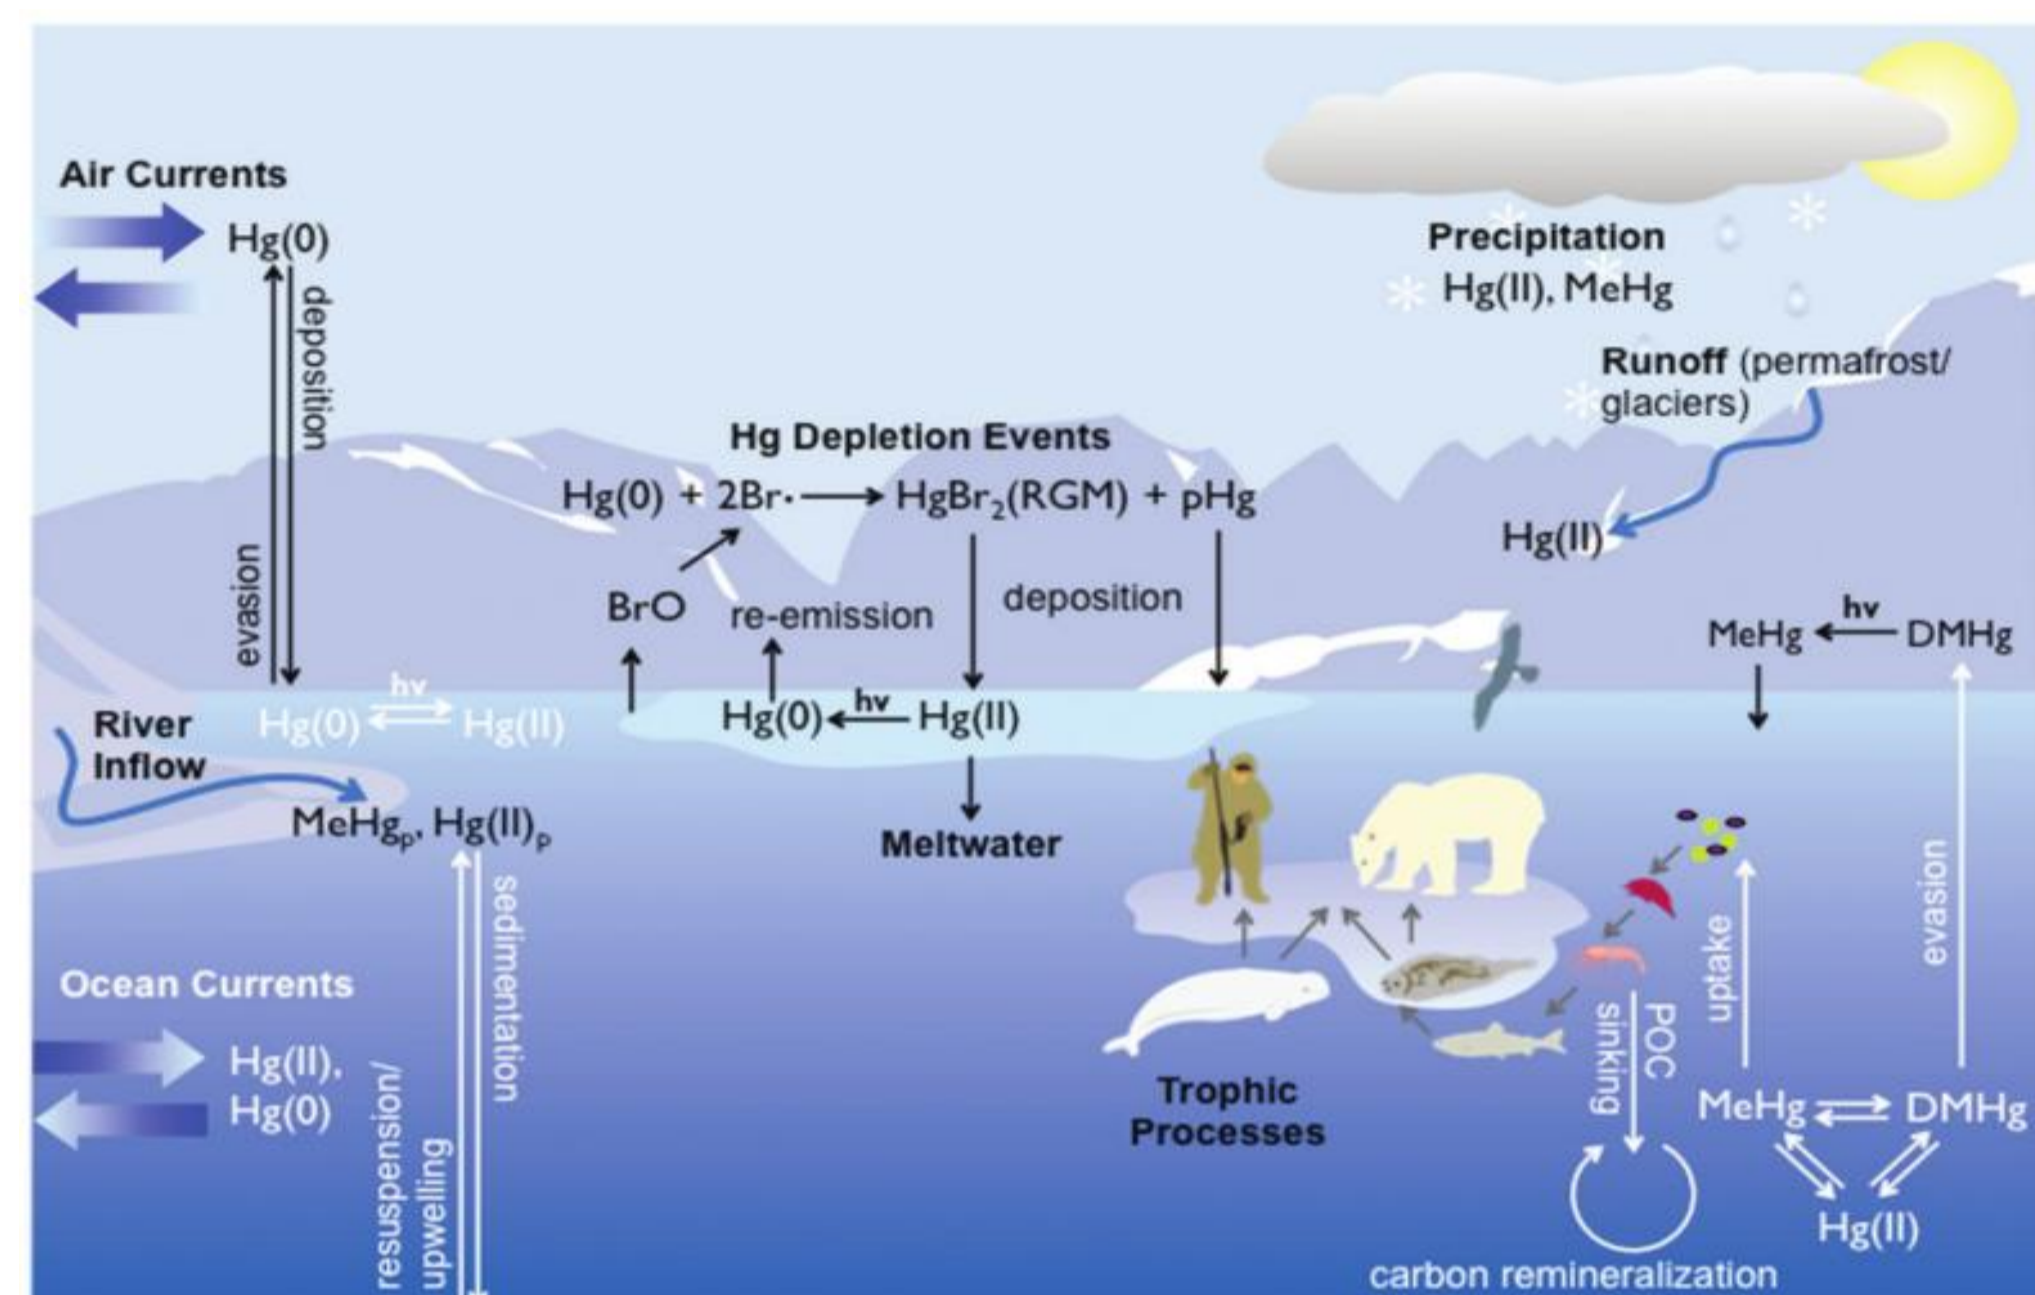 Air Currents
Hg(0)
deposition
evasion
Precipitation
Hg(II), MeHg
Runoff (permafrost/
glaciers)
Hg(II)
Hg Depletion Events
Hg(0) + 2Br· ⟶ HgBr₂(RGM) + pHg
BrO
re-emission
deposition
Hg(0) ⟵ hν Hg(II)
Meltwater
MeHg ⟵ hν DMHg
River
Inflow
Hg(0) ⇌ hν Hg(II)
MeHgₚ, Hg(II)ₚ
sedimentation
resuspension/
upwelling
Ocean Currents
Hg(II),
Hg(0)
Trophic
Processes
POC
sinking
uptake
evasion
MeHg ⇌ DMHg
Hg(II)
carbon remineralization